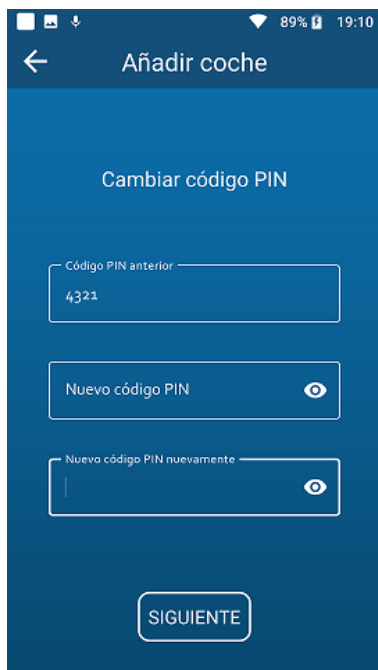 89% 19:10
Añadir coche
Cambiar código PIN
Código PIN anterior
4321
Nuevo código PIN
Nuevo código PIN nuevamente
SIGUIENTE